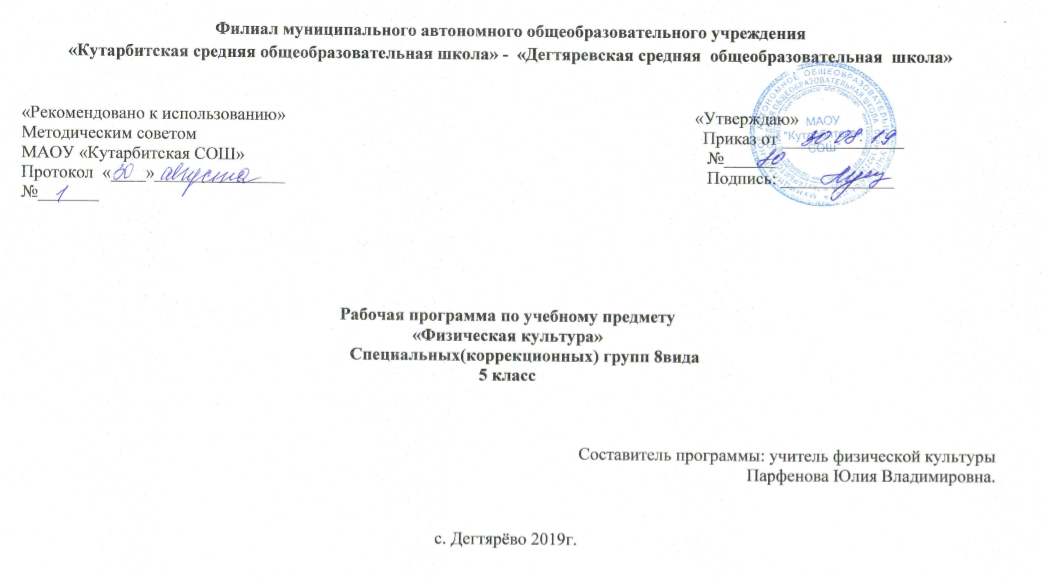 Филиал муниципального автономного общеобразовательного учреждения
«Кутарбитская средняя общеобразовательная школа» - «Дегтяревская средняя общеобразовательная школа»
«Рекомендовано к использованию»
Методическим советом
МАОУ «Кутарбитская СОШ»
Протокол «30» августа
№ 1
«Утверждаю»
Приказ от 30.08.19
№
Подпись:
МАОУ
СОШ
Рабочая программа по учебному предмету
«Физическая культура»
Специальных(коррекционных) групп 8вида
5 класс
Составитель программы: учитель физической культуры
Парфенова Юлия Владимировна.
с. Дегтярёво 2019г.